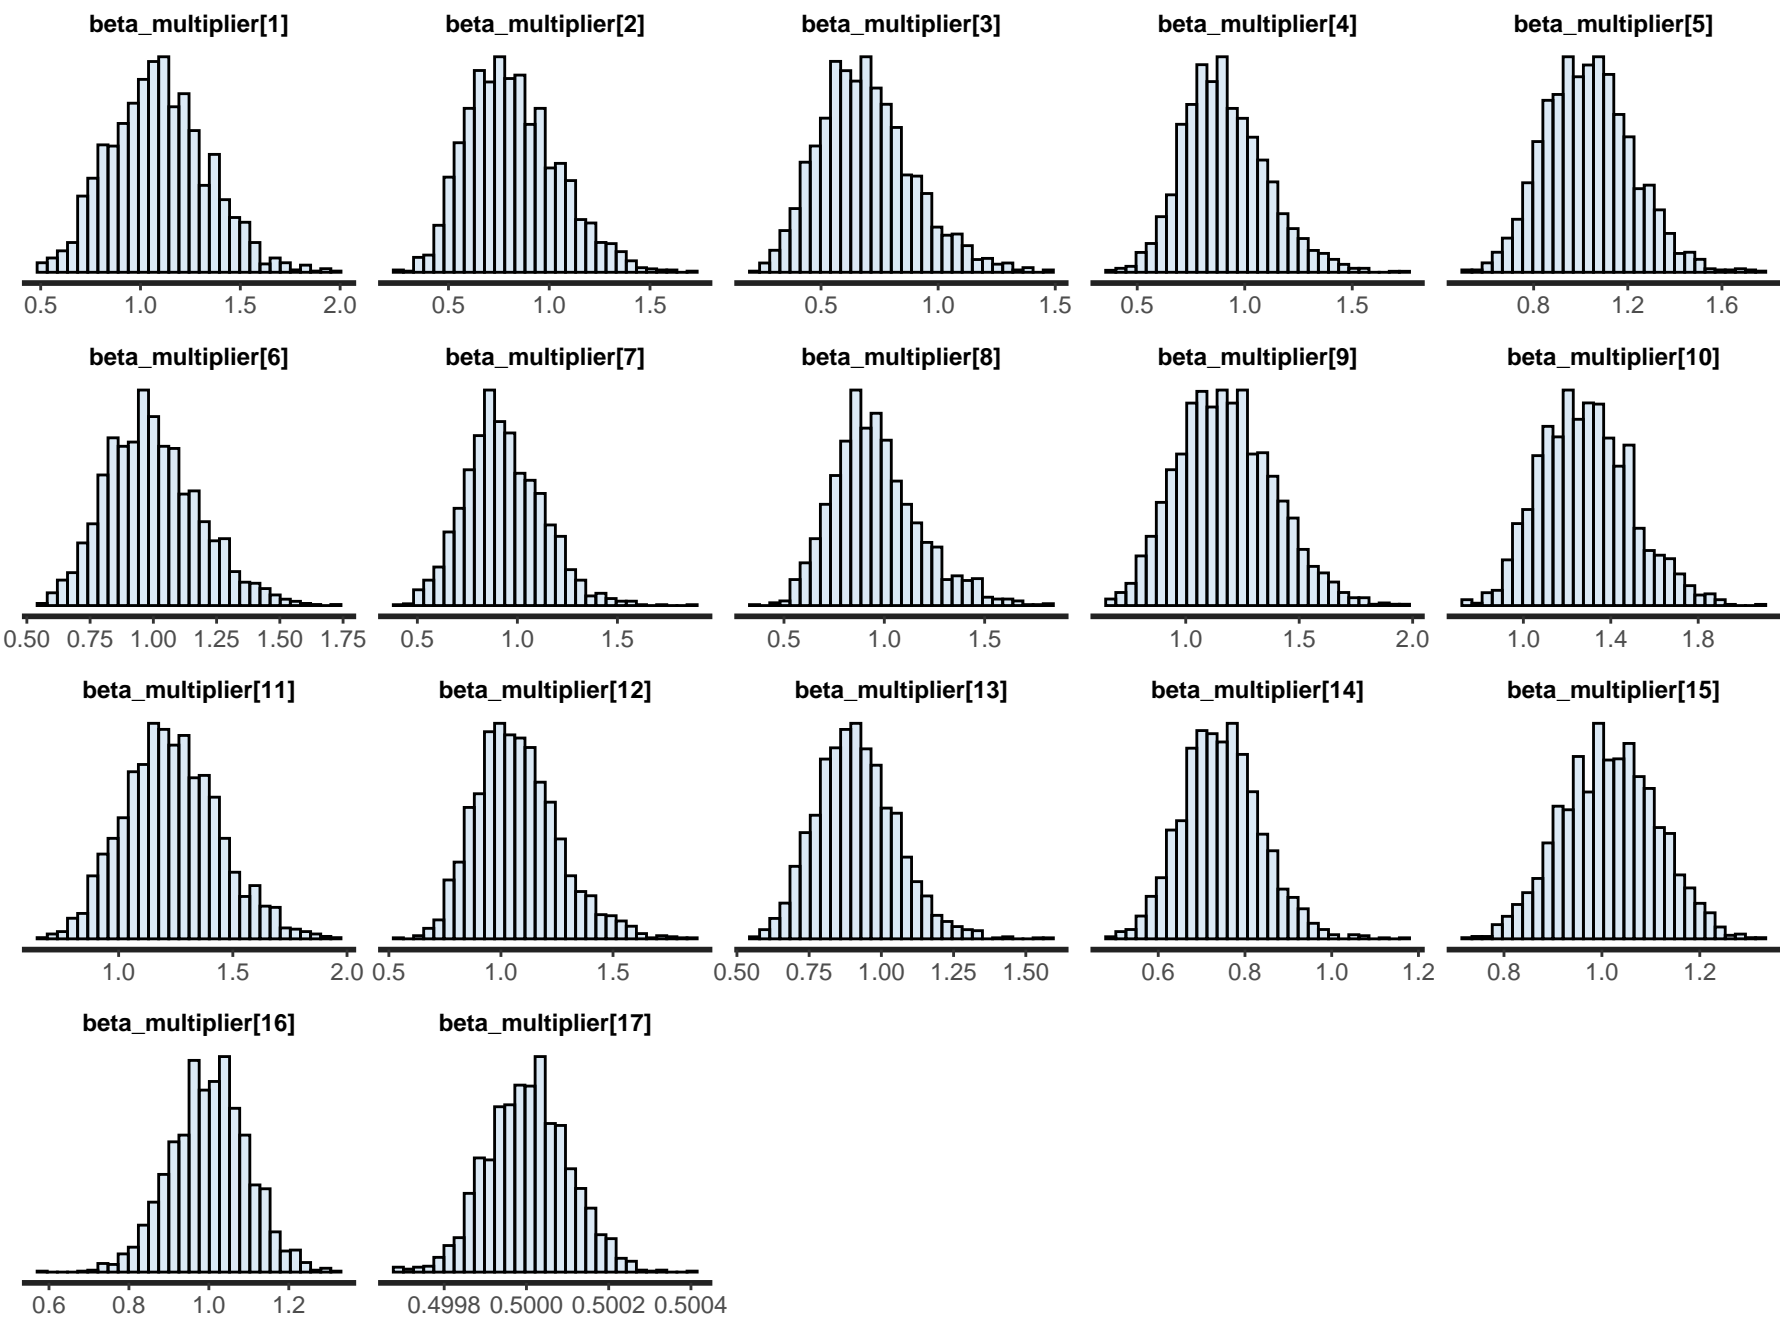 beta_multiplier[1] beta_multiplier[2] beta_multiplier[3] beta_multiplier[4] beta_multiplier[5]
0.5 1.0 1.5 2.0 0.5 1.0 1.5 0.5 1.0 1.5 0.5 1.0 1.5 0.8 1.2 1.6
beta_multiplier[6] beta_multiplier[7] beta_multiplier[8] beta_multiplier[9] beta_multiplier[10]
0.50 0.75 1.00 1.25 1.50 1.75 0.5 1.0 1.5 0.5 1.0 1.5 1.0 1.5 2.0 1.0 1.4 1.8
beta_multiplier[11] beta_multiplier[12] beta_multiplier[13] beta_multiplier[14] beta_multiplier[15]
1.0 1.5 2.0 0.5 1.0 1.5 0.50 0.75 1.00 1.25 1.50 0.6 0.8 1.0 1.2 0.8 1.0 1.2
beta_multiplier[16] beta_multiplier[17]
0.6 0.8 1.0 1.2 0.4998 0.5000 0.5002 0.5004